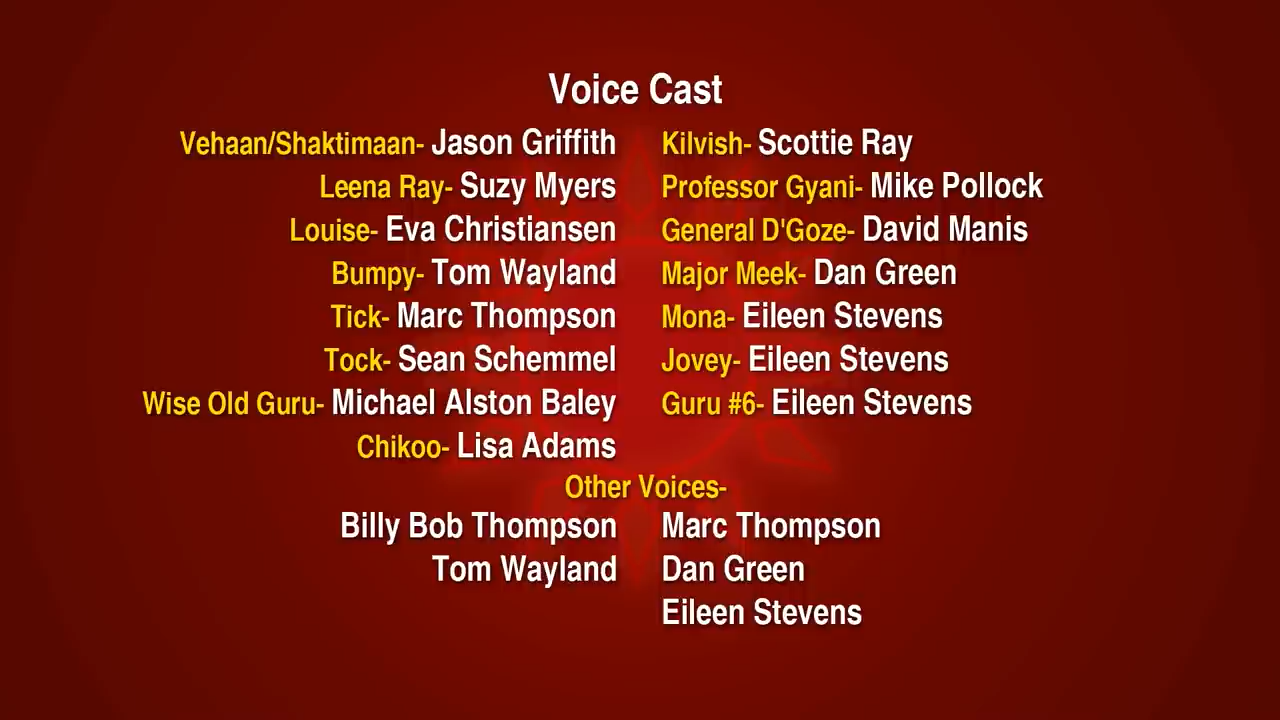 Voice Cast
Vehaan/Shaktimaan- Jason Griffith
Leena Ray- Suzy Myers
Louise- Eva Christiansen
Bumpy- Tom Wayland
Tick- Marc Thompson
Tock- Sean Schemmel
Wise Old Guru- Michael Alston Baley
Chikoo- Lisa Adams
Kilvish- Scottie Ray
Professor Gyani- Mike Pollock
General D'Goze- David Manis
Major Meek- Dan Green
Mona- Eileen Stevens
Jovey- Eileen Stevens
Guru #6- Eileen Stevens
Other Voices-
Billy Bob Thompson
Tom Wayland
Marc Thompson
Dan Green
Eileen Stevens